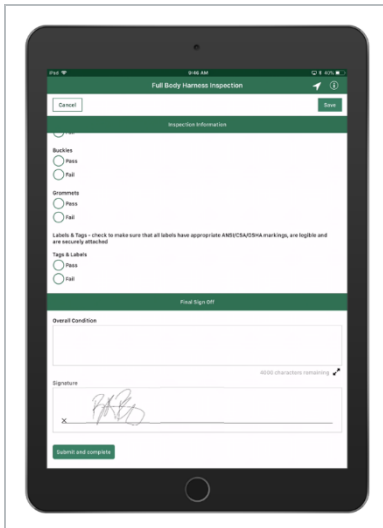 iPad
9:46 AM
40%
Full Body Harness Inspection
Cancel
Save
Inspection Information
Fail
Buckles
Pass
Fail
Grommets
Pass
Fail
Labels & Tags - check to make sure that all labels have appropriate ANSI/CSA/OSHA markings, are legible and
are securely attached
Tags & Labels
Pass
Fail
Final Sign Off
Overall Condition
characters remaining
Signature
X
Submit and complete